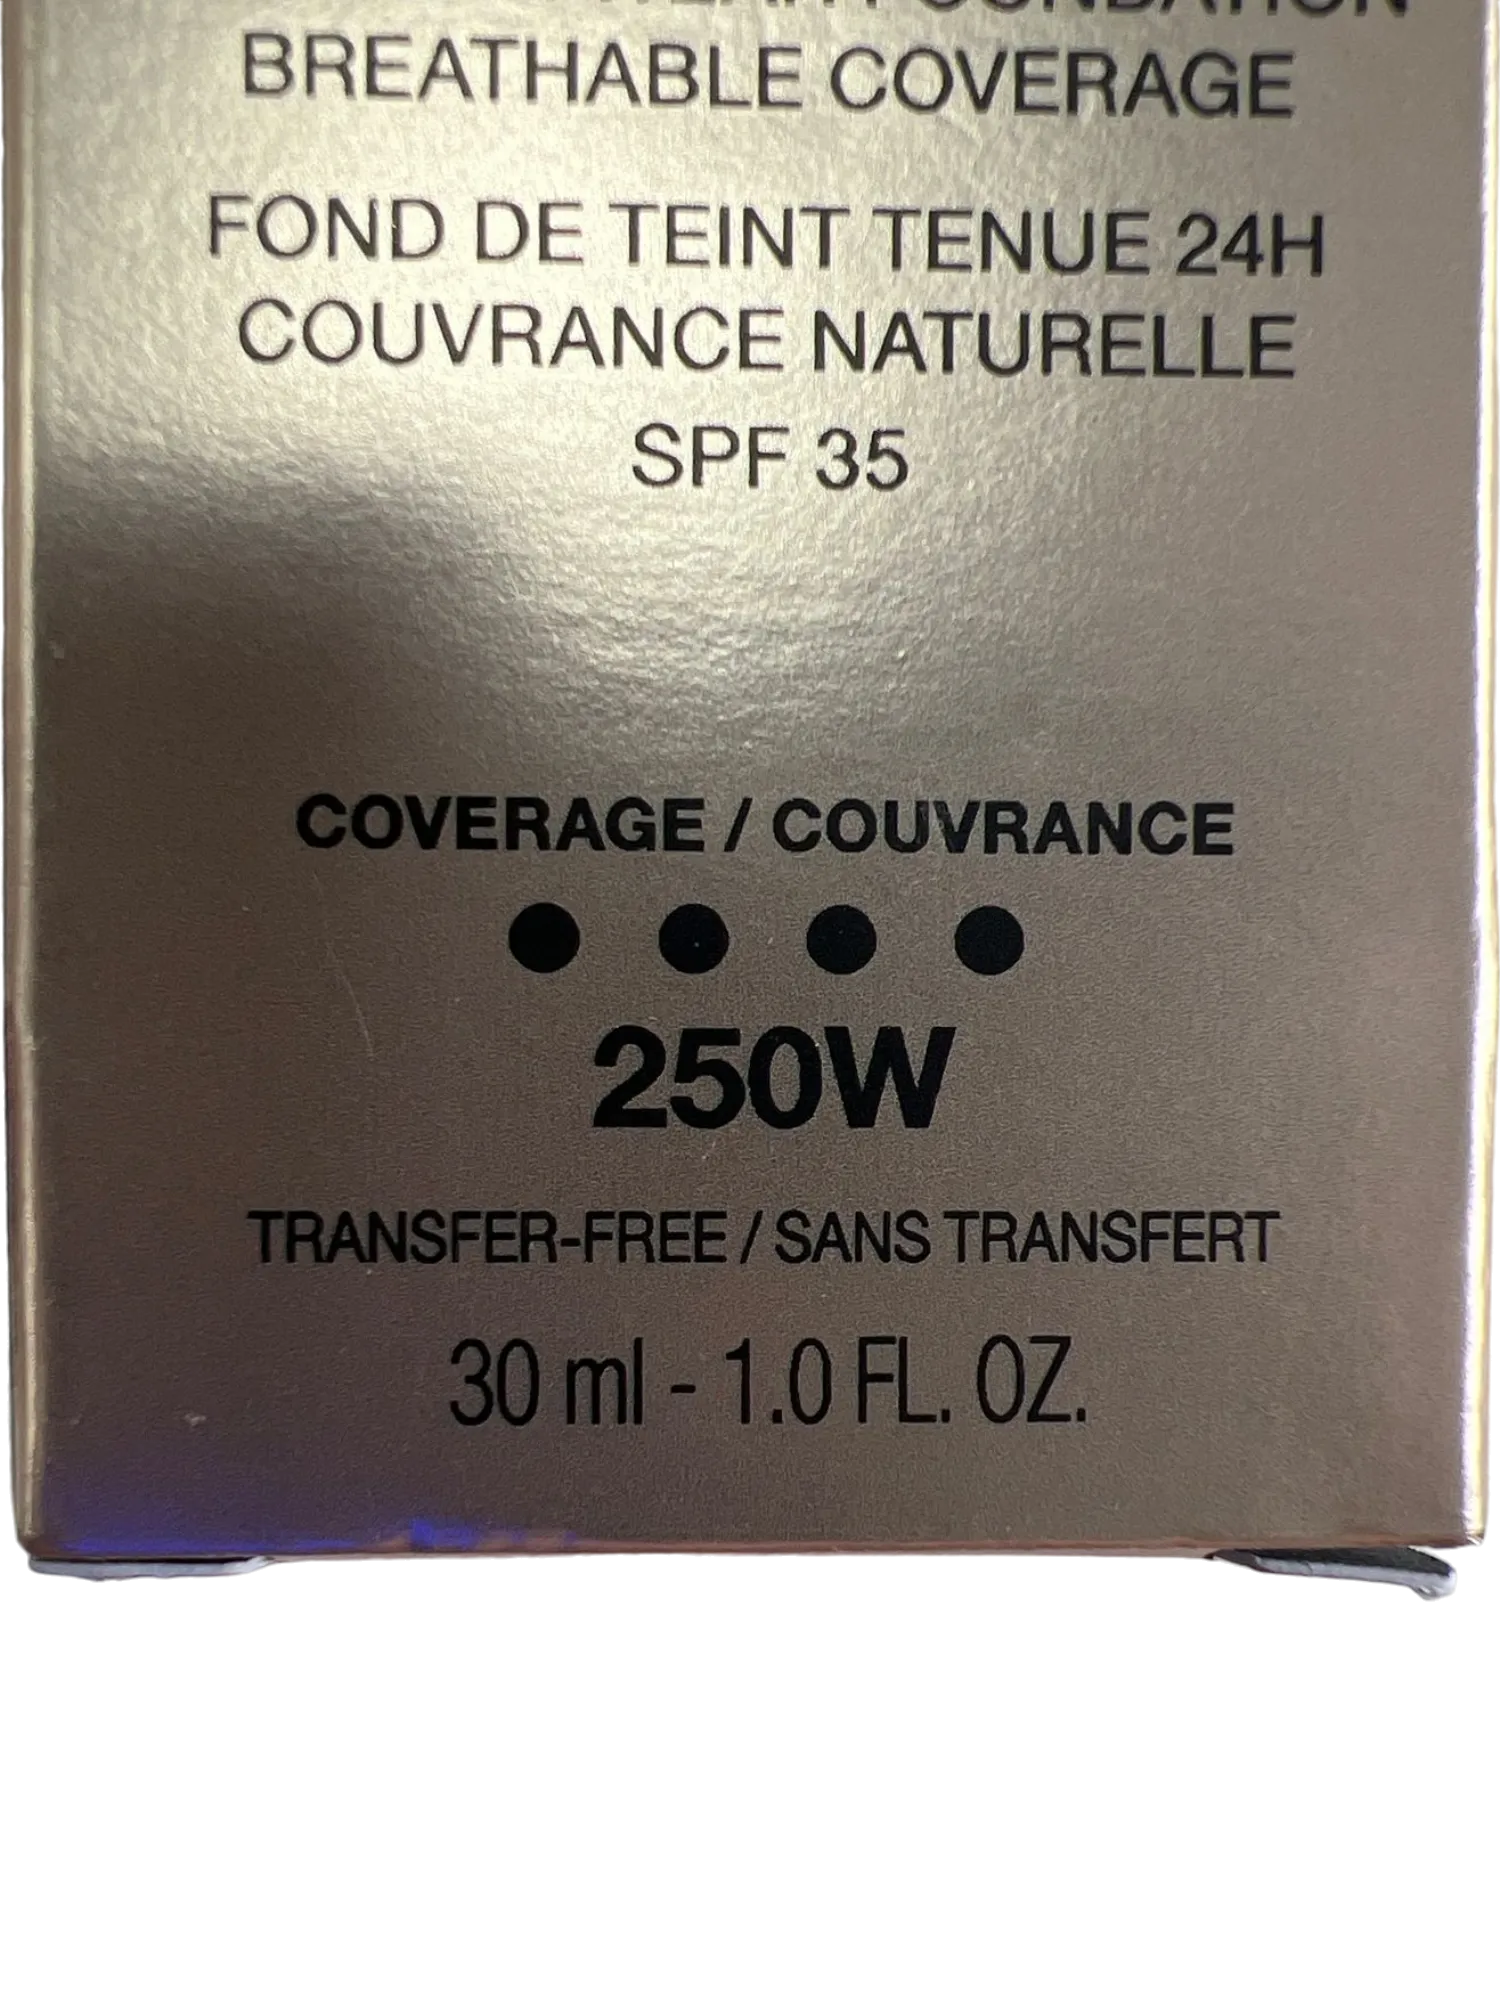 FOUNDATION
BREATHABLE COVERAGE
FOND DE TEINT TENUE 24H
COUVRANCE NATURELLE
SPF 35
COVERAGE / COUVRANCE
250W
TRANSFER-FREE / SANS TRANSFERT
30 ml - 1.0 FL. OZ.